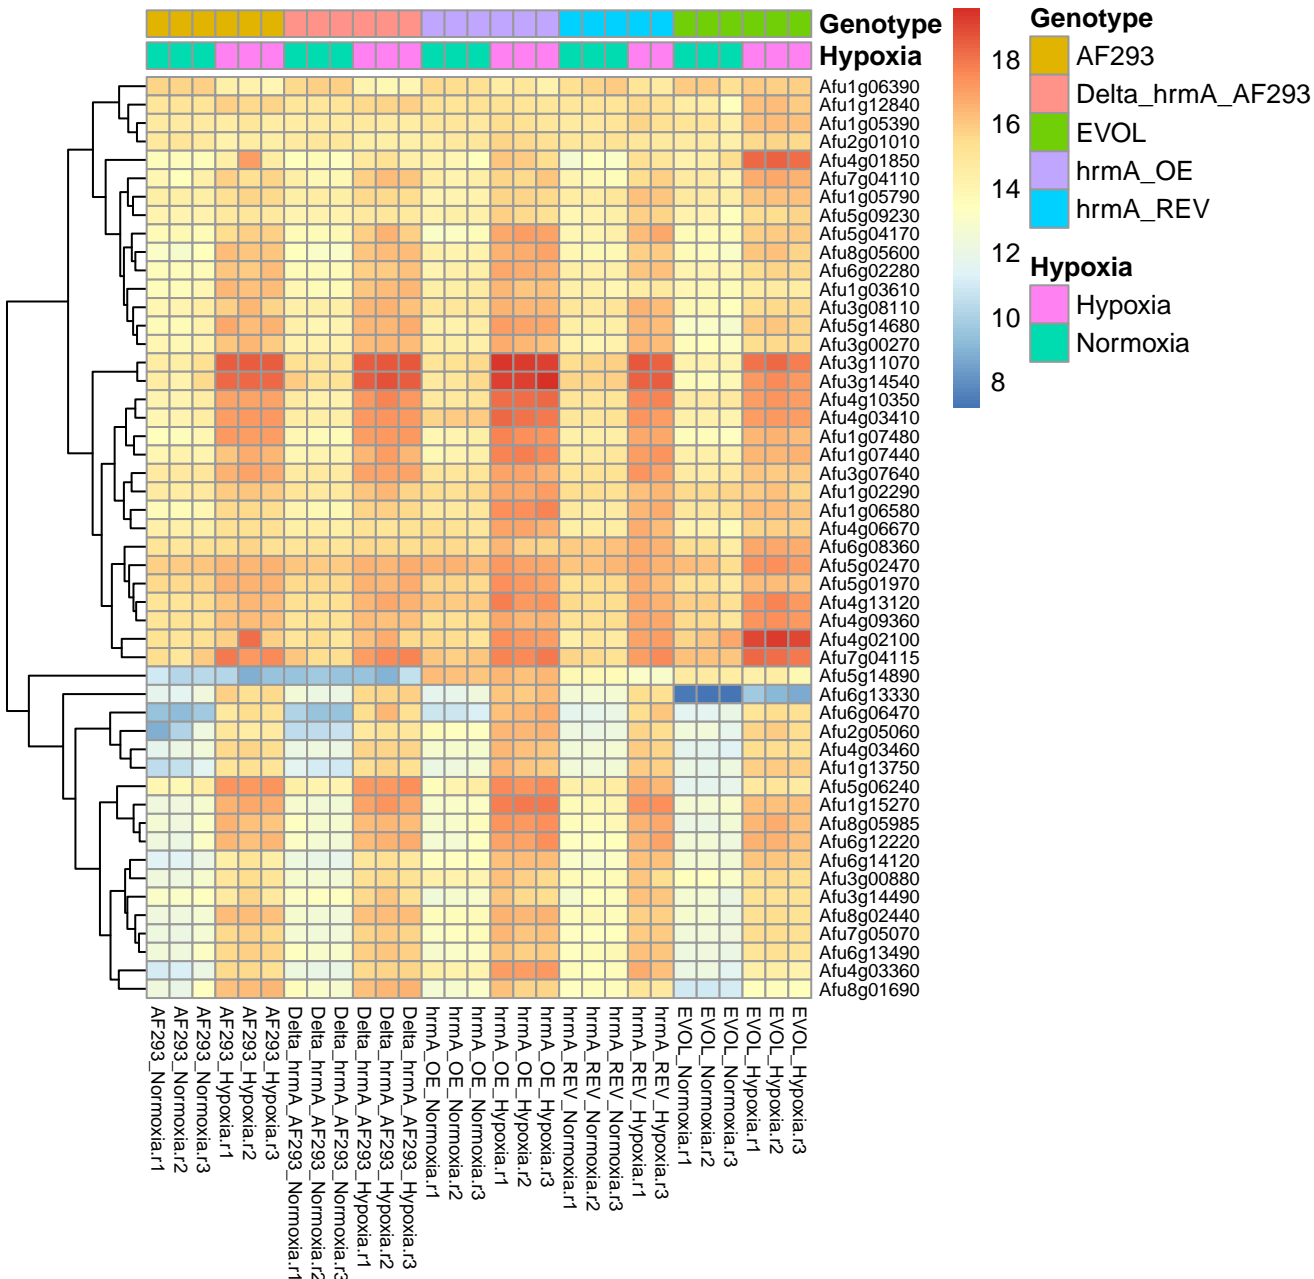 Genotype
Hypoxia
Afu1g06390
Afu1g12840
Afu1g05390
Afu2g01010
Afu4g01850
Afu7g04110
Afu1g05790
Afu5g09230
Afu5g04170
Afu8g05600
Afu6g02280
Afu1g03610
Afu3g08110
Afu5g14680
Afu3g00270
Afu3g11070
Afu3g14540
Afu4g10350
Afu4g03410
Afu1g07480
Afu1g07440
Afu3g07640
Afu1g02290
Afu1g06580
Afu4g06670
Afu6g08360
Afu5g02470
Afu5g01970
Afu4g13120
Afu4g09360
Afu4g02100
Afu7g04115
Afu5g14890
Afu6g13330
Afu6g06470
Afu2g05060
Afu4g03460
Afu1g13750
Afu5g06240
Afu1g15270
Afu8g05985
Afu6g12220
Afu6g14120
Afu3g00880
Afu3g14490
Afu8g02440
Afu7g05070
Afu6g13490
Afu4g03360
Afu8g01690
AF293_Normoxia.r1
AF293_Normoxia.r2
AF293_Normoxia.r3
AF293_Hypoxia.r1
AF293_Hypoxia.r2
AF293_Hypoxia.r3
Delta_hrmA_AF293_Normoxia.r1
Delta_hrmA_AF293_Normoxia.r2
Delta_hrmA_AF293_Normoxia.r3
Delta_hrmA_AF293_Hypoxia.r1
Delta_hrmA_AF293_Hypoxia.r2
Delta_hrmA_AF293_Hypoxia.r3
hrmA_OE_Normoxia.r1
hrmA_OE_Normoxia.r2
hrmA_OE_Normoxia.r3
hrmA_OE_Hypoxia.r1
hrmA_OE_Hypoxia.r2
hrmA_OE_Hypoxia.r3
hrmA_REV_Normoxia.r1
hrmA_REV_Normoxia.r2
hrmA_REV_Normoxia.r3
hrmA_REV_Hypoxia.r1
hrmA_REV_Hypoxia.r3
EVOL_Normoxia.r1
EVOL_Normoxia.r2
EVOL_Normoxia.r3
EVOL_Hypoxia.r1
EVOL_Hypoxia.r2
EVOL_Hypoxia.r3
18
16
14
12
10
8
Genotype
AF293
Delta_hrmA_AF293
EVOL
hrmA_OE
hrmA_REV
Hypoxia
Hypoxia
Normoxia